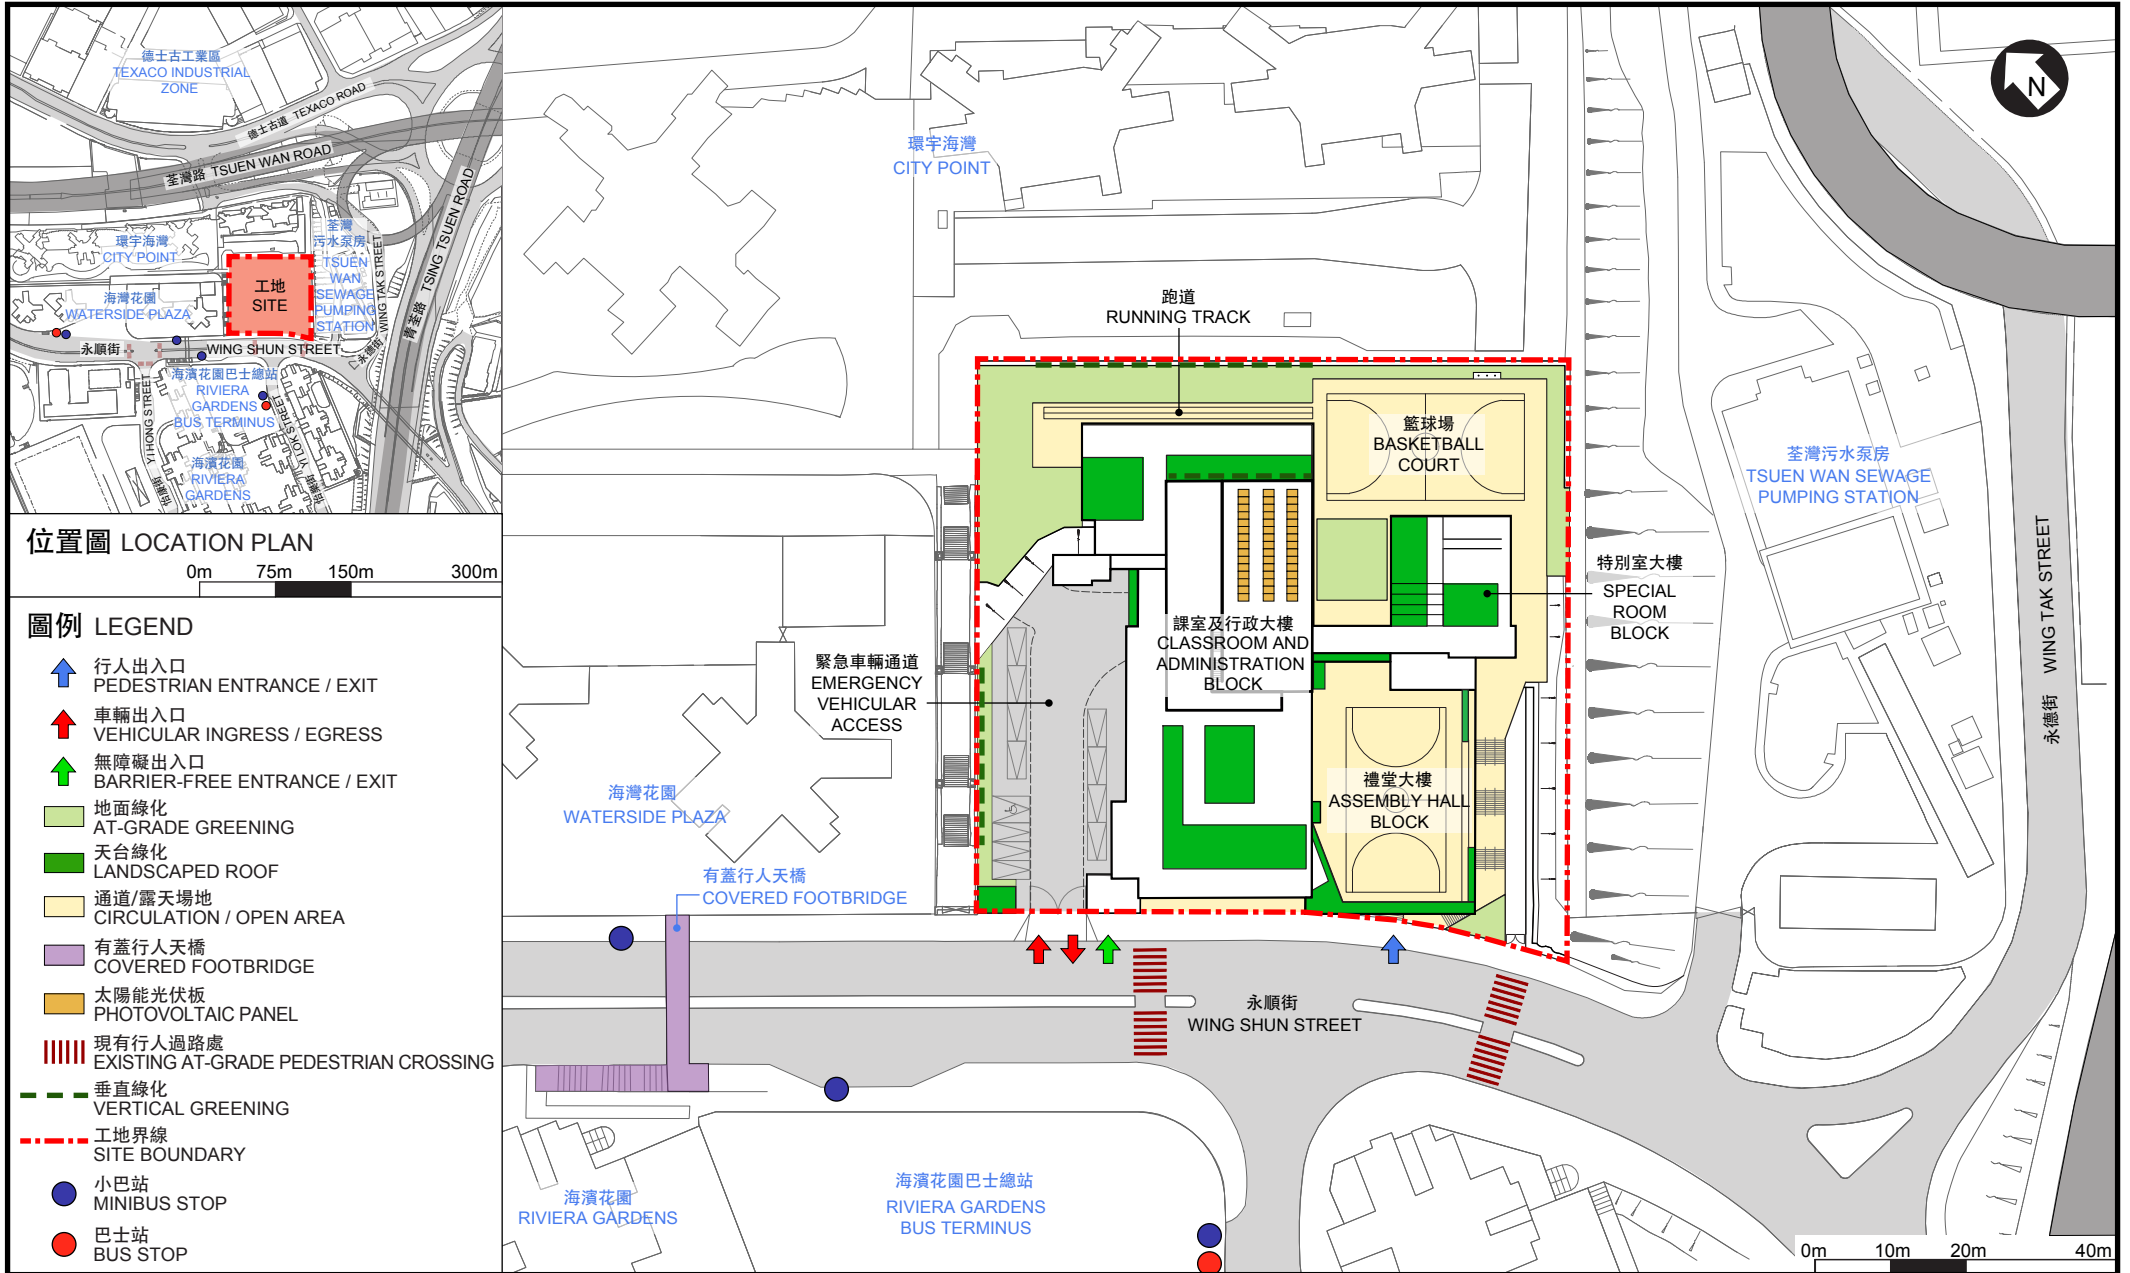 德士古工業區
TEXACO INDUSTRIAL
ZONE
德士古道 TEXACO ROAD
荃灣路 TSUEN WAN ROAD
青荃路 TSING TSUEN ROAD
環宇海灣
CITY POINT
荃灣
污水泵房
TSUEN
WAN
SEWAGE
PUMPING
STATION
WING TAK STREET
永德街
工地
SITE
海灣花園
WATERSIDE PLAZA
永順街
WING SHUN STREET
海濱花園巴士總站
RIVIERA
GARDENS
BUS TERMINUS
YI HONG STREET
YI LOK STREET
海濱花園
RIVIERA
GARDENS
位置圖 LOCATION PLAN
0m 75m 150m 300m
圖例 LEGEND
行人出入口
PEDESTRIAN ENTRANCE / EXIT
車輛出入口
VEHICULAR INGRESS / EGRESS
無障礙出入口
BARRIER-FREE ENTRANCE / EXIT
地面綠化
AT-GRADE GREENING
天台綠化
LANDSCAPED ROOF
通道/露天場地
CIRCULATION / OPEN AREA
有蓋行人天橋
COVERED FOOTBRIDGE
太陽能光伏板
PHOTOVOLTAIC PANEL
現有行人過路處
EXISTING AT-GRADE PEDESTRIAN CROSSING
垂直綠化
VERTICAL GREENING
工地界線
SITE BOUNDARY
小巴站
MINIBUS STOP
巴士站
BUS STOP
N
環宇海灣
CITY POINT
跑道
RUNNING TRACK
籃球場
BASKETBALL
COURT
荃灣污水泵房
TSUEN WAN SEWAGE
PUMPING STATION
特別室大樓
SPECIAL
ROOM
BLOCK
永德街 WING TAK STREET
課室及行政大樓
CLASSROOM AND
ADMINISTRATION
BLOCK
緊急車輛通道
EMERGENCY
VEHICULAR
ACCESS
禮堂大樓
ASSEMBLY HALL
BLOCK
海灣花園
WATERSIDE PLAZA
有蓋行人天橋
COVERED FOOTBRIDGE
永順街
WING SHUN STREET
海濱花園
RIVIERA GARDENS
海濱花園巴士總站
RIVIERA GARDENS
BUS TERMINUS
0m 10m 20m 40m